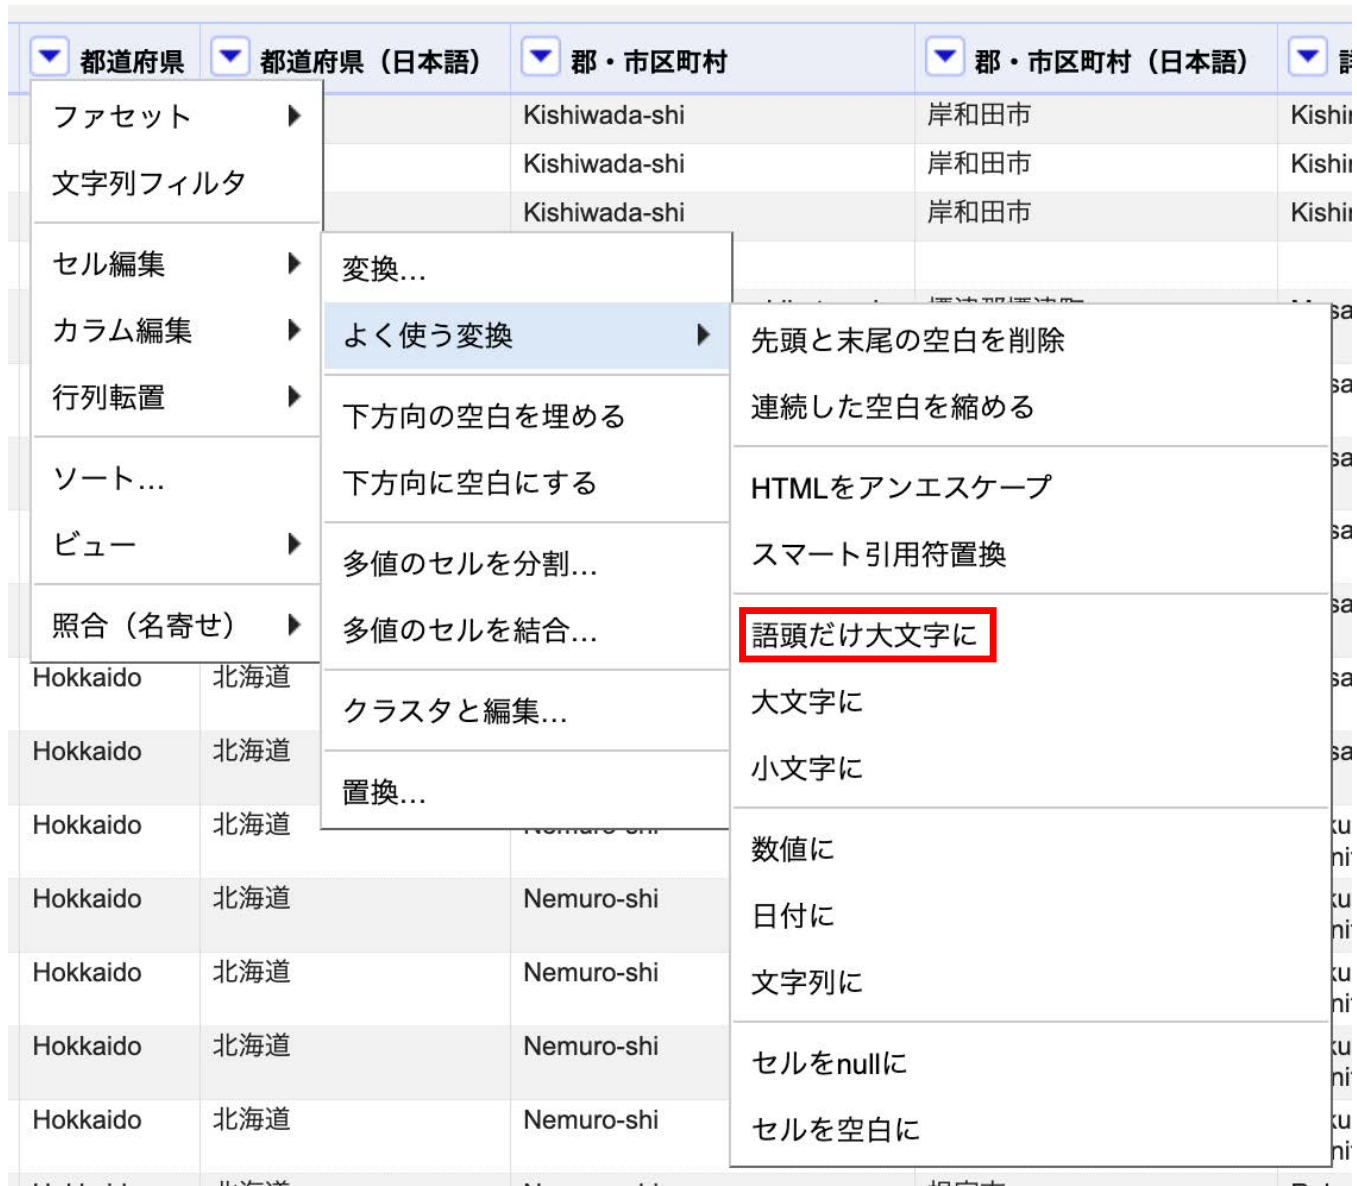 都道府県 都道府県（日本語） 郡・市区町村 郡・市区町村（日本語）
ファセット
文字列フィルタ
セル編集
カラム編集
行列転置
ソート...
ビュー
照合（名寄せ）
変換...
よく使う変換
下方向の空白を埋める
下方向に空白にする
多値のセルを分割...
多値のセルを結合...
クラスタと編集...
置換...
先頭と末尾の空白を削除
連続した空白を縮める
HTMLをアンエスケープ
スマート引用符置換
語頭だけ大文字に
大文字に
小文字に
数値に
日付に
文字列に
セルをnullに
セルを空白に
Kishiwada-shi 岸和田市
Kishiwada-shi 岸和田市
Kishiwada-shi 岸和田市
Hokkaido 北海道
Hokkaido 北海道
Hokkaido 北海道
Hokkaido 北海道 Nemuro-shi
Hokkaido 北海道 Nemuro-shi
Hokkaido 北海道 Nemuro-shi
Hokkaido 北海道 Nemuro-shi